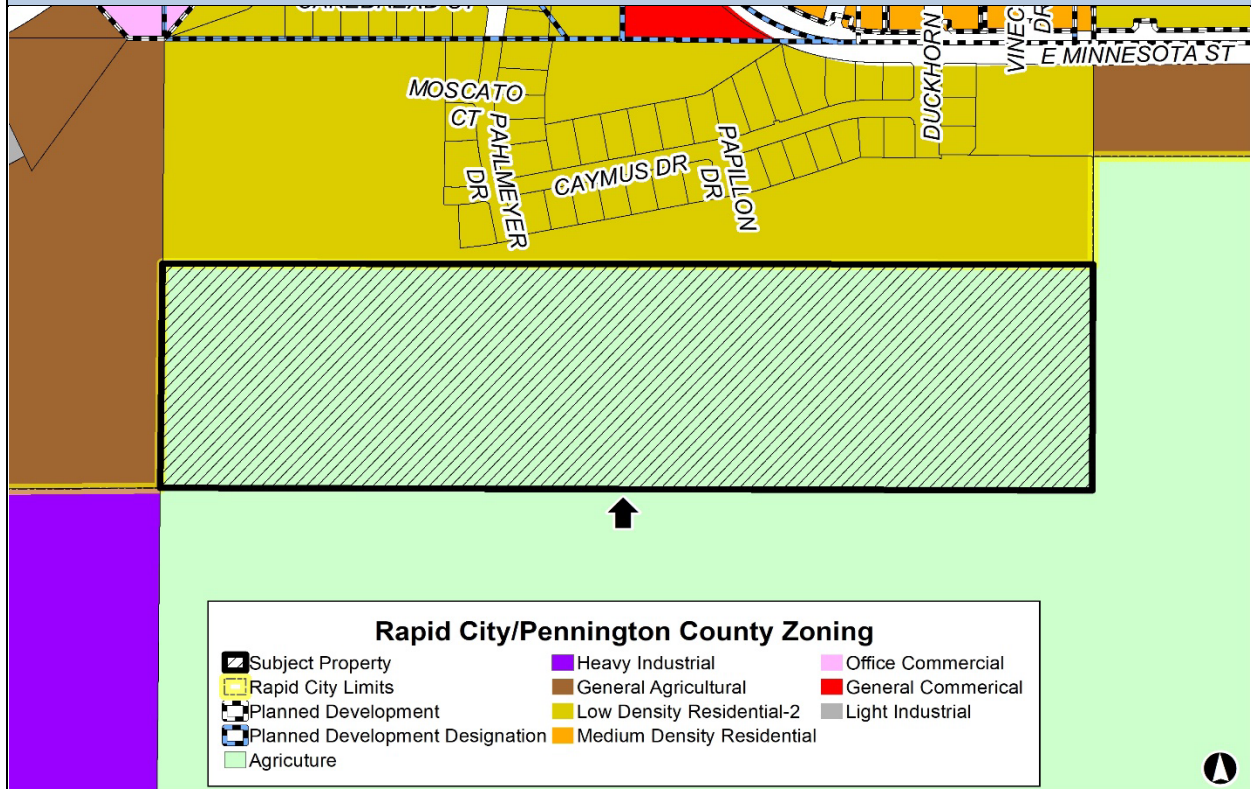 MOSCATO
CT
PAHLMEYER
DR
CAYMUS DR
PAPILLON
DR
DUCKHORN
VINEC
DR
E MINNESOTA ST
Rapid City/Pennington County Zoning
Subject Property
Rapid City Limits
Planned Development
Planned Development Designation
Agricuture
Heavy Industrial
General Agricultural
Low Density Residential-2
Medium Density Residential
Office Commercial
General Commerical
Light Industrial